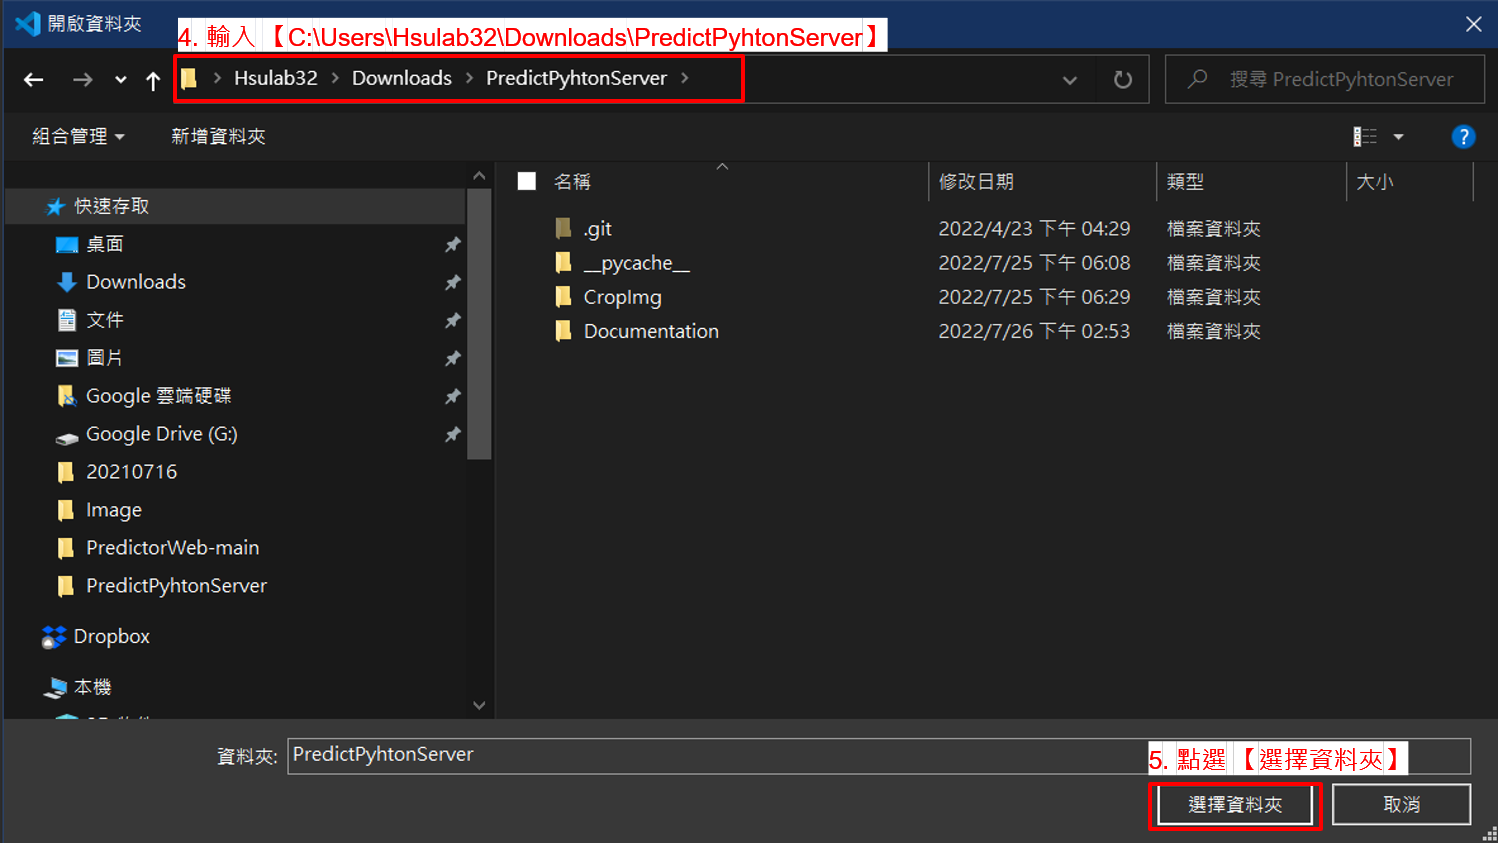 開啟資料夾
4. 輸入【C:\Users\Hsulab32\Downloads\PredictPyhtonServer】
Hsulab32 > Downloads > PredictPyhtonServer >
搜尋 PredictPyhtonServer
組合管理
新增資料夾
?
名稱
修改日期
類型
大小
快速存取
桌面
Downloads
文件
圖片
Google 雲端硬碟
Google Drive (G:)
20210716
Image
PredictorWeb-main
PredictPyhtonServer
Dropbox
本機
.git 2022/4/23 下午 04:29 檔案資料夾
__pycache__ 2022/7/25 下午 06:08 檔案資料夾
CropImg 2022/7/25 下午 06:29 檔案資料夾
Documentation 2022/7/26 下午 02:53 檔案資料夾
資料夾: PredictPyhtonServer
5. 點選【選擇資料夾】
選擇資料夾
取消